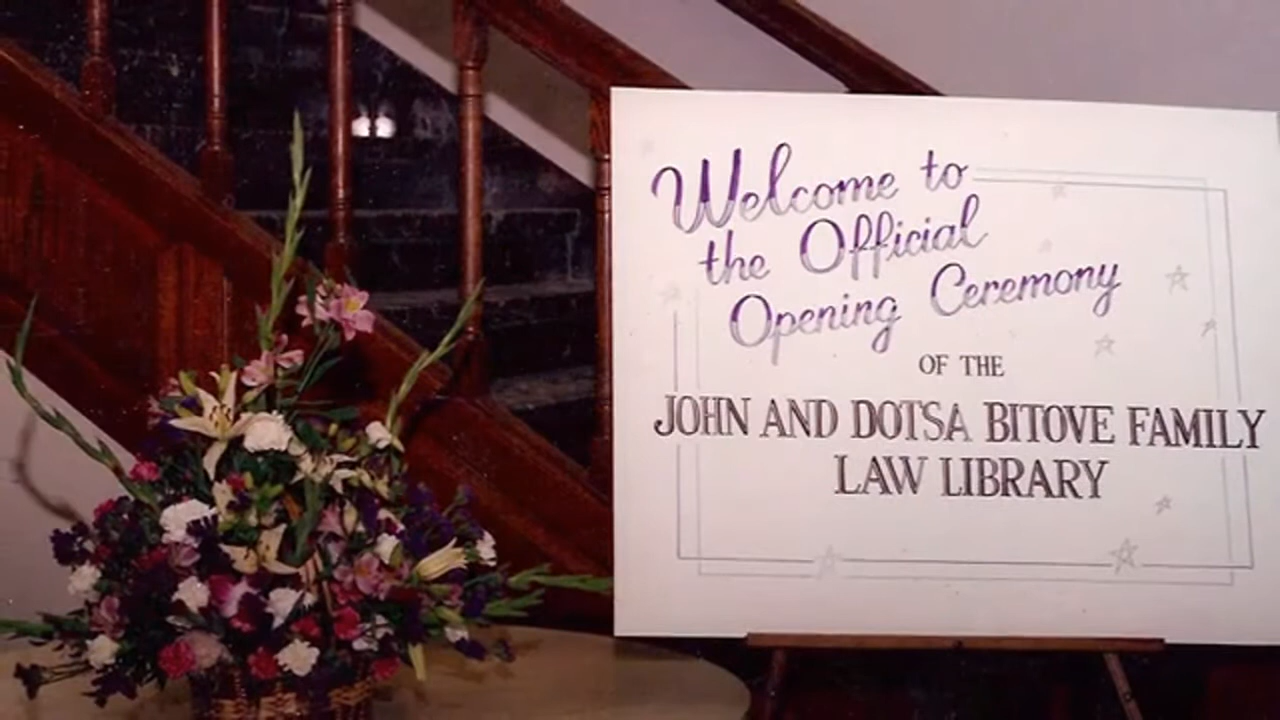 Welcome to
the Official
Opening Ceremony
OF THE
JOHN AND DOTSA BITOVE FAMILY
LAW LIBRARY